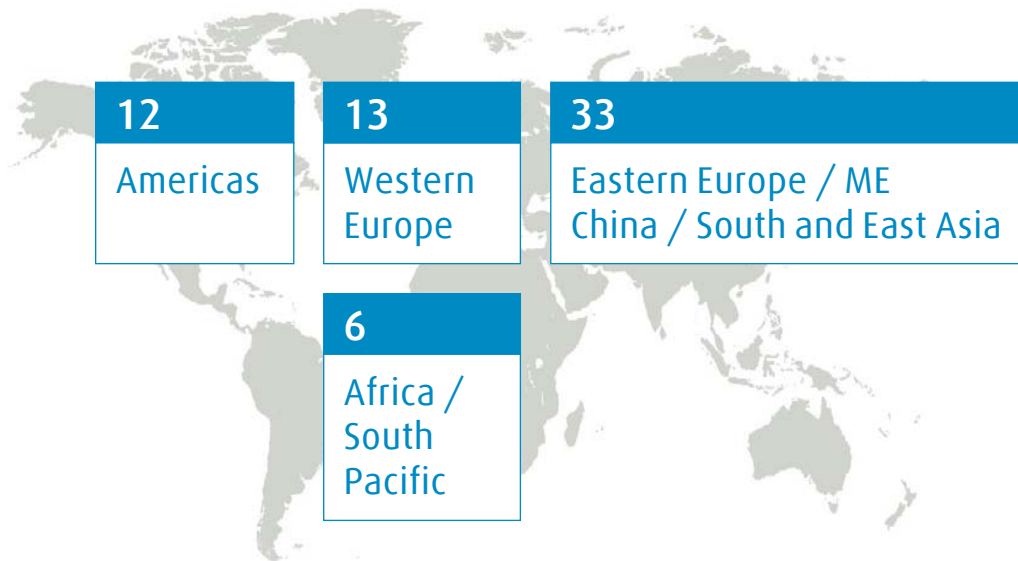 12
Americas
13
Western
Europe
33
Eastern Europe / ME
China / South and East Asia
6
Africa /
South
Pacific